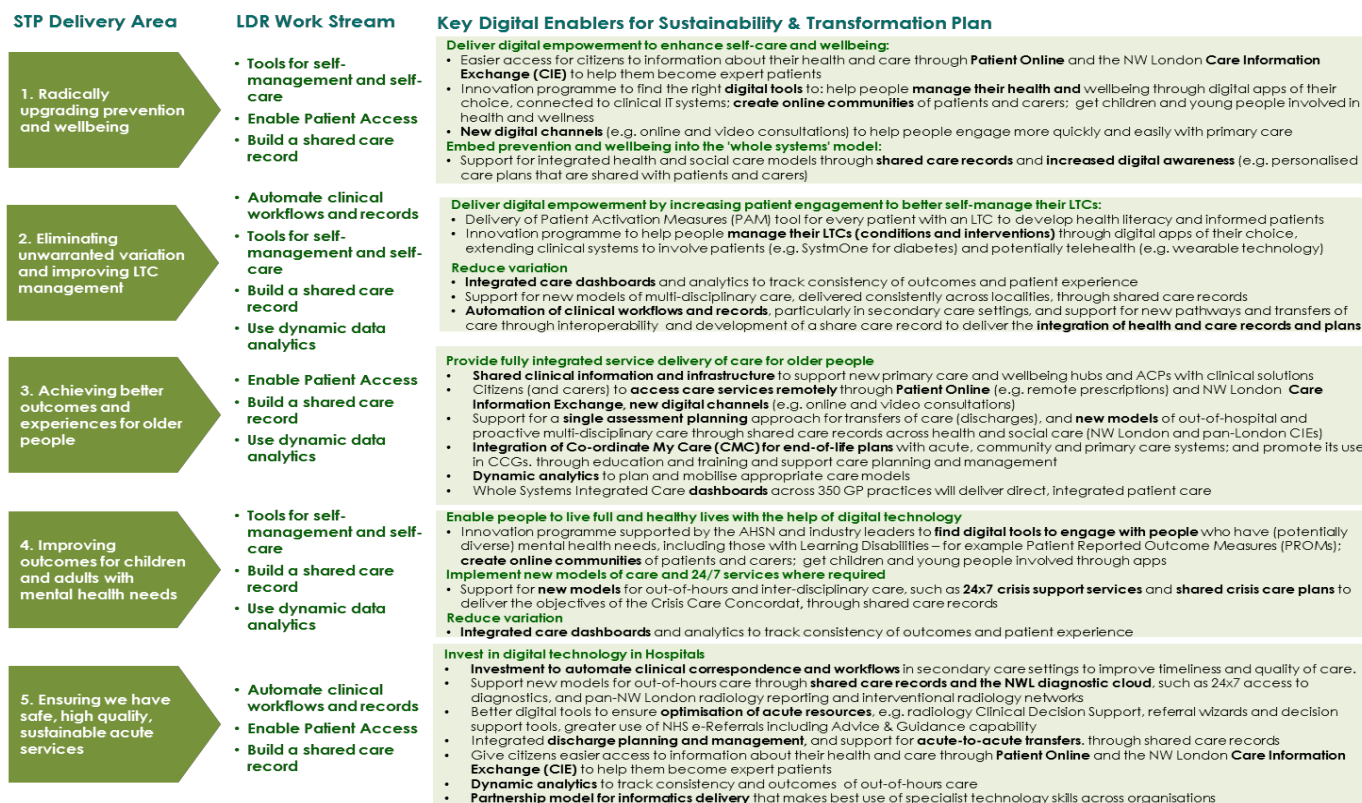 STP Delivery Area
LDR Work Stream
Key Digital Enablers for Sustainability & Transformation Plan
1. Radically
upgrading prevention
and wellbeing
• Tools for self-
management and self-
care
• Enable Patient Access
• Build a shared care
record
Deliver digital empowerment to enhance self-care and wellbeing:
• Easier access for citizens to information about their health and care through Patient Online and the NW London Care Information
Exchange (CIE) to help them become expert patients
• Innovation programme to find the right digital tools to: help people manage their health and wellbeing through digital apps of their
choice, connected to clinical IT systems; create online communities of patients and carers; get children and young people involved in
health and wellness
• New digital channels (e.g. online and video consultations) to help people engage more quickly and easily with primary care
Embed prevention and wellbeing into the 'whole systems' model:
• Support for integrated health and social care models through shared care records and increased digital awareness (e.g. personalised
care plans that are shared with patients and carers)
2. Eliminating
unwarranted variation
and improving LTC
management
• Automate clinical
workflows and records
• Tools for self-
management and self-
care
• Build a shared care
record
• Use dynamic data
analytics
Deliver digital empowerment by increasing patient engagement to better self-manage their LTCs:
• Delivery of Patient Activation Measures (PAM) tool for every patient with an LTC to develop health literacy and informed patients
• Innovation programme to help people manage their LTCs (conditions and interventions) through digital apps of their choice,
extending clinical systems to involve patients (e.g. SystmOne for diabetes) and potentially telehealth (e.g. wearable technology)
Reduce variation
• Integrated care dashboards and analytics to track consistency of outcomes and patient experience
• Support for new models of multi-disciplinary care, delivered consistently across localities, through shared care records
• Automation of clinical workflows and records, particularly in secondary care settings, and support for new pathways and transfers of
care through interoperability and development of a share care record to deliver the integration of health and care records and plans
3. Achieving better
outcomes and
experiences for older
people
• Enable Patient Access
• Build a shared care
record
• Use dynamic data
analytics
Provide fully integrated service delivery of care for older people
• Shared clinical information and infrastructure to support new primary care and wellbeing hubs and ACPs with clinical solutions
• Citizens (and carers) to access care services remotely through Patient Online (e.g. remote prescriptions) and NW London Care
Information Exchange, new digital channels (e.g. online and video consultations)
• Support for a single assessment planning approach for transfers of care (discharges), and new models of out-of-hospital and
proactive multi-disciplinary care through shared care records across health and social care (NW London and pan-London CIEs)
• Integration of Co-ordinate My Care (CMC) for end-of-life plans with acute, community and primary care systems; and promote its use
in CCGs. through education and training and support care planning and management
• Dynamic analytics to plan and mobilise appropriate care models
• Whole Systems Integrated Care dashboards across 350 GP practices will deliver direct, integrated patient care
4. Improving
outcomes for children
and adults with
mental health needs
• Tools for self-
management and self-
care
• Build a shared care
record
• Use dynamic data
analytics
Enable people to live full and healthy lives with the help of digital technology
• Innovation programme supported by the AHSN and industry leaders to find digital tools to engage with people who have (potentially
diverse) mental health needs, including those with Learning Disabilities – for example Patient Reported Outcome Measures (PROMs);
create online communities of patients and carers; get children and young people involved through apps
Implement new models of care and 24/7 services where required
• Support for new models for out-of-hours and inter-disciplinary care, such as 24x7 crisis support services and shared crisis care plans to
deliver the objectives of the Crisis Care Concordat, through shared care records
Reduce variation
• Integrated care dashboards and analytics to track consistency of outcomes and patient experience
5. Ensuring we have
safe, high quality,
sustainable acute
services
• Automate clinical
workflows and records
• Enable Patient Access
• Build a shared care
record
Invest in digital technology in Hospitals
• Investment to automate clinical correspondence and workflows in secondary care settings to improve timeliness and quality of care.
• Support new models for out-of-hours care through shared care records and the NWL diagnostic cloud, such as 24x7 access to
diagnostics, and pan-NW London radiology reporting and interventional radiology networks
• Better digital tools to ensure optimisation of acute resources, e.g. radiology Clinical Decision Support, referral wizards and decision
support tools, greater use of NHS e-Referrals including Advice & Guidance capability
• Integrated discharge planning and management, and support for acute-to-acute transfers. through shared care records
• Give citizens easier access to information about their health and care through Patient Online and the NW London Care Information
Exchange (CIE) to help them become expert patients
• Dynamic analytics to track consistency and outcomes of out-of-hours care
• Partnership model for informatics delivery that makes best use of specialist technology skills across organisations